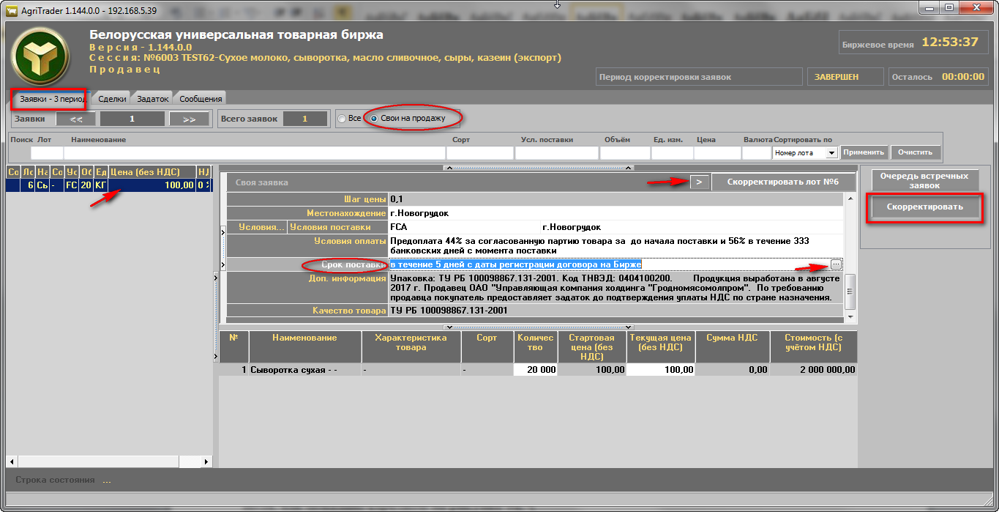 AgriTrader 1.144.0.0 - 192.168.5.39
Белорусская универсальная товарная биржа
Версия - 1.144.0.0
Сессия: №6003 TEST62-Сухое молоко, сыворотка, масло сливочное, сыры, казеин (экспорт)
Продавец
Биржевое время 12:53:37
Период корректировки заявок ЗАВЕРШЕН Осталось 00:00:00
Заявки - 3 период Сделки Задаток Сообщения
Заявки << 1 >> Всего заявок 1 Все Свои на продажу
Поиск Лот Наименование Сорт Усл. поставки Объём Ед. изм. Цена Валюта Сортировать по
Номер лота Применить Очистить
Со Ло На Со Ус Об Ед Цена (без НДС) НД
6 Сь - FC 20 КГ 100,00 0
Своя заявка > Скорректировать лот №6
Очередь встречных
заявок
Скорректировать
Шаг цены 0,1
Местонахождение г.Новогрудок
Условия... Условия поставки FCA г.Новогрудок
Условия оплаты Предоплата 44% за согласованную партию товара за до начала поставки и 56% в течение 333
банковских дней с момента поставки
Срок поставки в течение 5 дней с даты регистрации договора на Бирже ...
Доп. информация Упаковка: ТУ РБ 100098867.131-2001. Код ТНВЭД: 0404100200. Продукция выработана в августе
2017 г. Продавец ОАО "Управляющая компания холдинга "Гродномясомолпром". По требованию
продавца покупатель предоставляет задаток до подтверждения уплаты НДС по стране назначения.
Качество товара ТУ РБ 100098867.131-2001
№ Наименование Характеристика Сорт Количес Стартовая Текущая цена Сумма НДС Стоимость (с
товара тво цена (без (без НДС) учётом НДС)
НДС)
1 Сыворотка сухая - - - - 20 000 100,00 100,00 0,00 2 000 000,00
Строка состояния ...